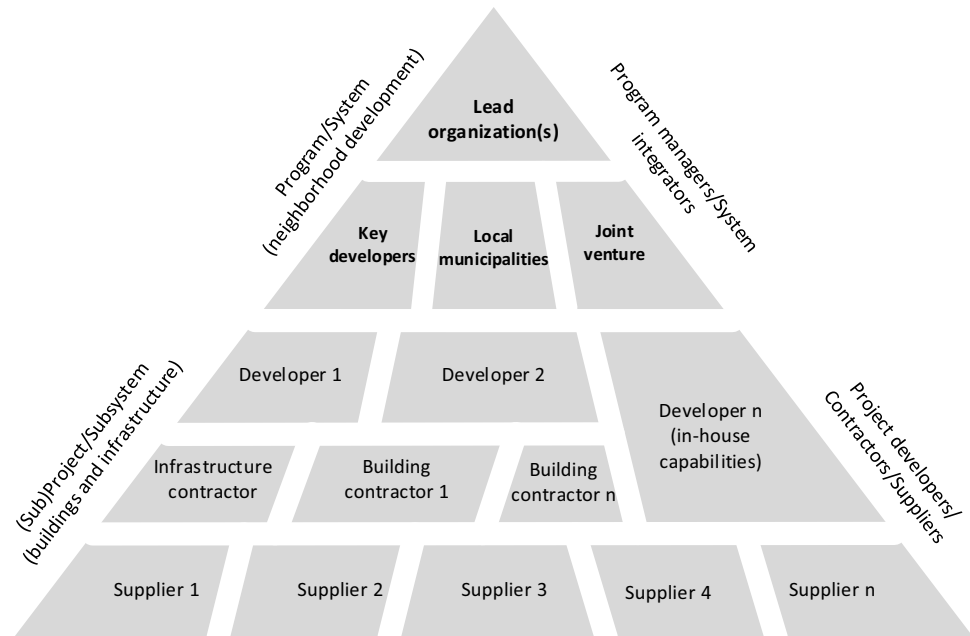 Program/System
(neighborhood development)
Program managers/System
integrators
Lead
organization(s)
Key
developers
Local
municipalities
Joint
venture
(Sub)Project/Subsystem
(buildings and infrastructure)
Project developers/
Contractors/Suppliers
Developer 1
Developer 2
Developer n
(in-house
capabilities)
Infrastructure
contractor
Building
contractor 1
Building
contractor n
Supplier 1
Supplier 2
Supplier 3
Supplier 4
Supplier n